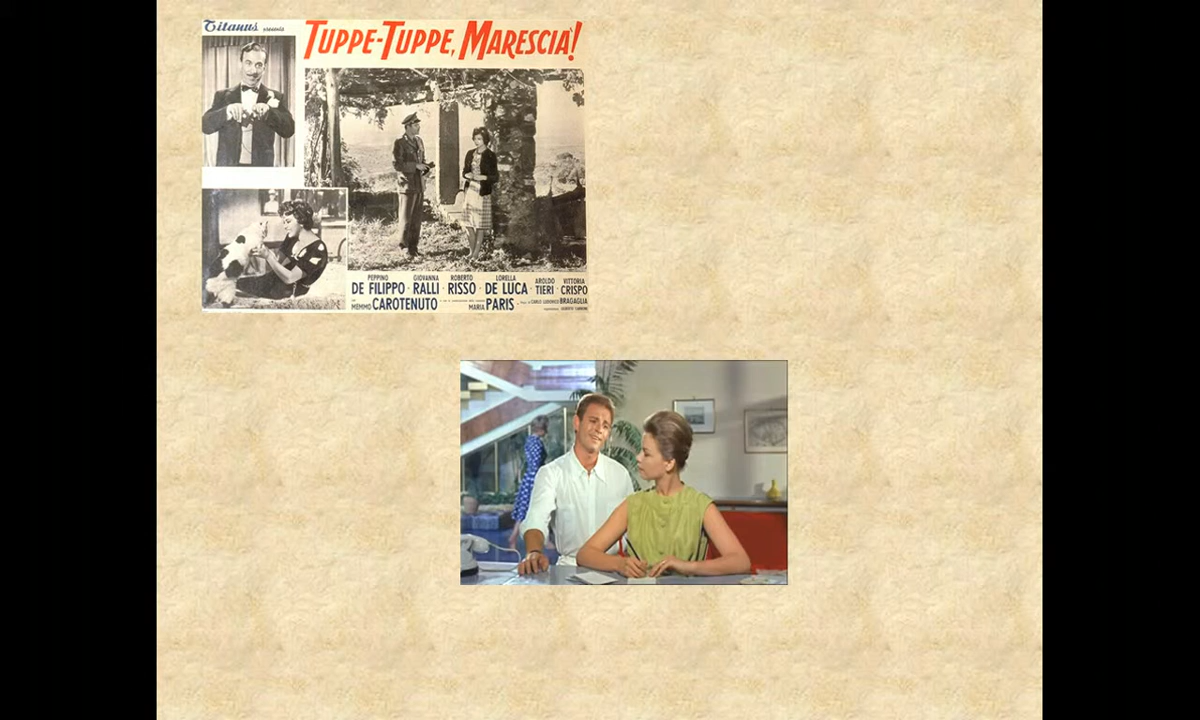 Titanus presenta
TUPPE-TUPPE, MARESCIÀ!
PEPPINO GIOVANNA ROBERTO LORELLA AROLDO VITTORIA
DE FILIPPO · RALLI · RISSO · DE LUCA · TIERI · CRISPO
MEMMO CAROTENUTO MARIA PARIS CARLO LUDOVICO BRAGAGLIA